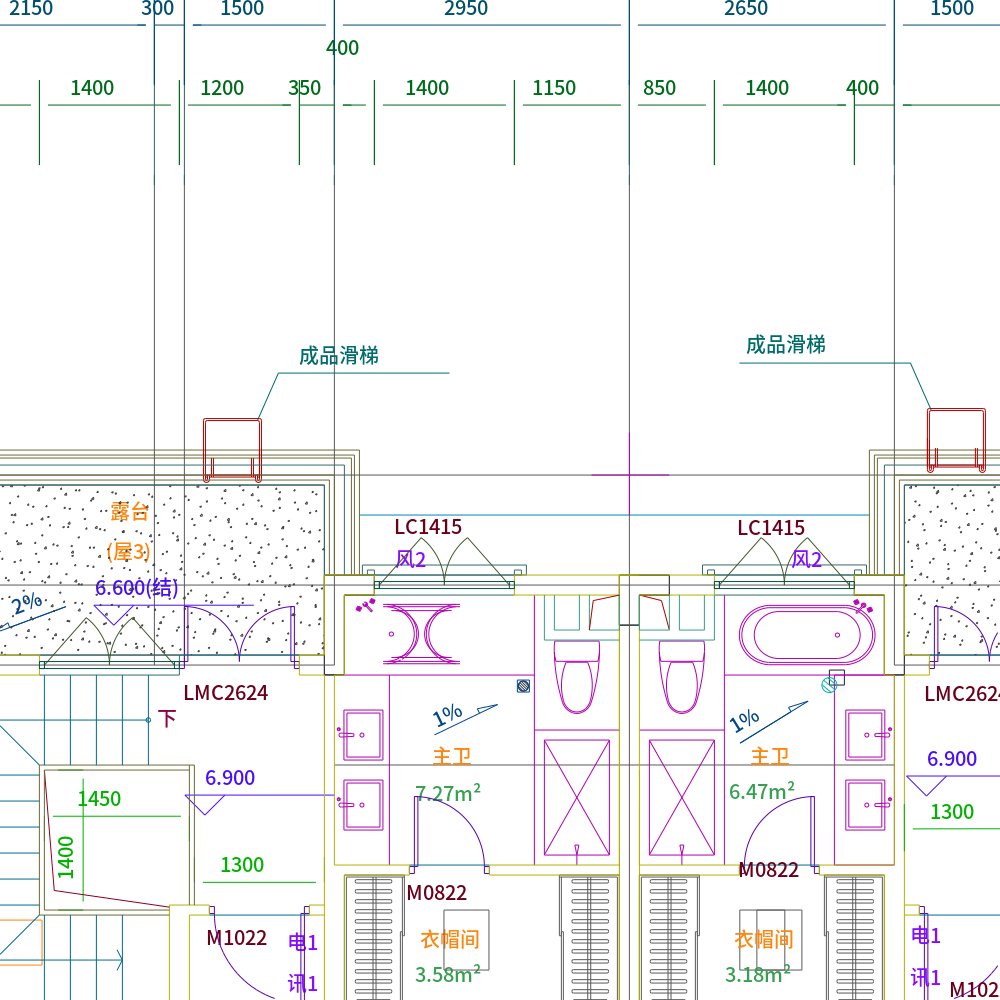 2150 300 1500 2950 2650 1500
400
1400 1200 350 1400 1150 850 1400 400
成品滑梯 成品滑梯
露台 LC1415 LC1415
(屋3) 风2 风2
6.600(结)
2%
LMC2624 LMC2624
下 1% 1%
主卫 主卫
6.900 6.900
7.27m² 6.47m²
1450 1300
1400 1300
M0822 M0822
M1022 电1 衣帽间 衣帽间 电1
讯1 3.58m² 3.18m² 讯1
M102